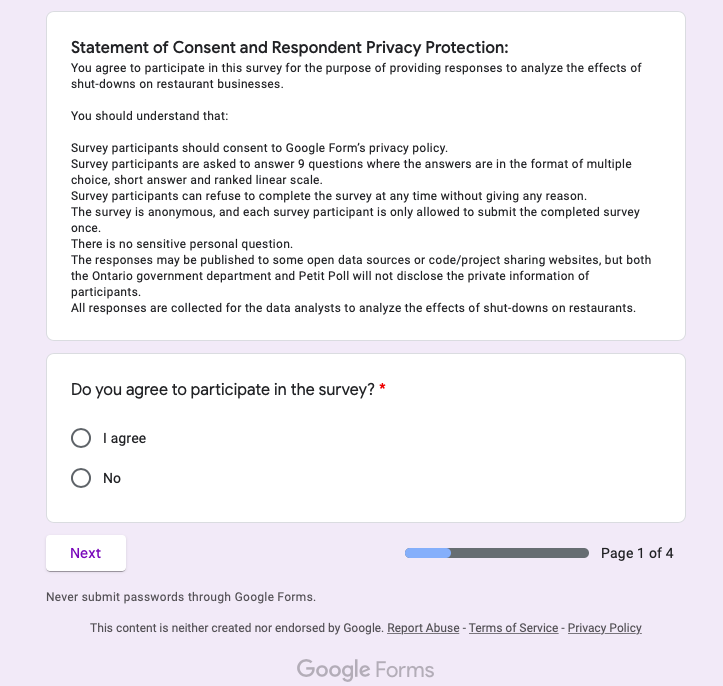 Statement of Consent and Respondent Privacy Protection:
You agree to participate in this survey for the purpose of providing responses to analyze the effects of
shut-downs on restaurant businesses.
You should understand that:
Survey participants should consent to Google Form's privacy policy.
Survey participants are asked to answer 9 questions where the answers are in the format of multiple
choice, short answer and ranked linear scale.
Survey participants can refuse to complete the survey at any time without giving any reason.
The survey is anonymous, and each survey participant is only allowed to submit the completed survey
once.
There is no sensitive personal question.
The responses may be published to some open data sources or code/project sharing websites, but both
the Ontario government department and Petit Poll will not disclose the private information of
participants.
All responses are collected for the data analysts to analyze the effects of shut-downs on restaurants.
Do you agree to participate in the survey? *
I agree
No
Next
Page 1 of 4
Never submit passwords through Google Forms.
This content is neither created nor endorsed by Google. Report Abuse - Terms of Service - Privacy Policy
Google Forms